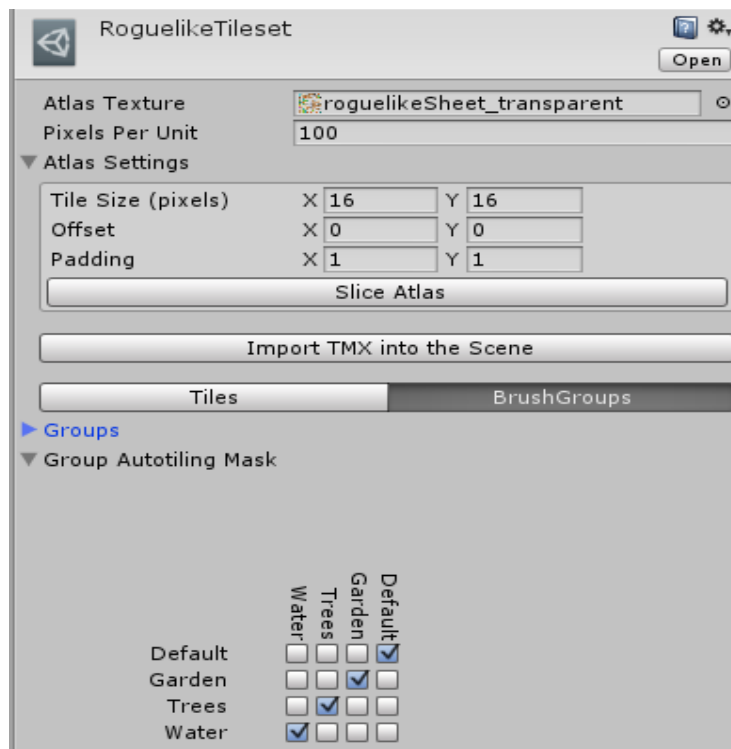 RoguelikeTileset
Open
Atlas Texture roguelikeSheet_transparent
Pixels Per Unit 100
Atlas Settings
Tile Size (pixels) X 16 Y 16
Offset X 0 Y 0
Padding X 1 Y 1
Slice Atlas
Import TMX into the Scene
Tiles BrushGroups
Groups
Group Autotiling Mask
Water Trees Garden Default
Default
Garden
Trees
Water